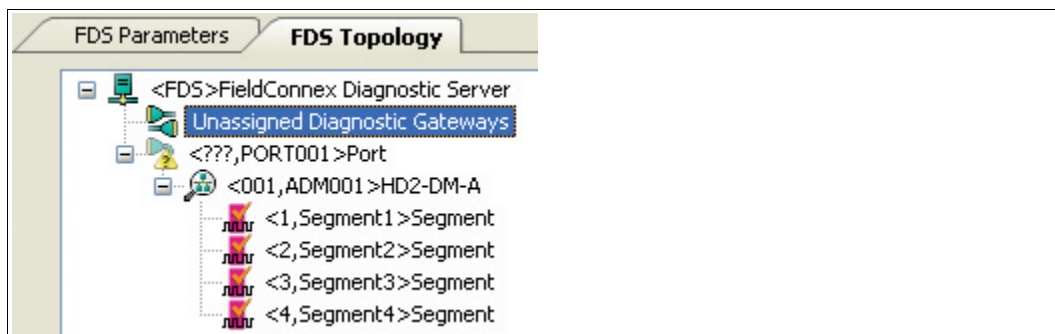 FDS Parameters FDS Topology
<FDS>FieldConnex Diagnostic Server
Unassigned Diagnostic Gateways
<???,PORT001>Port
<001,ADM001>HD2-DM-A
<1,Segment1>Segment
<2,Segment2>Segment
<3,Segment3>Segment
<4,Segment4>Segment